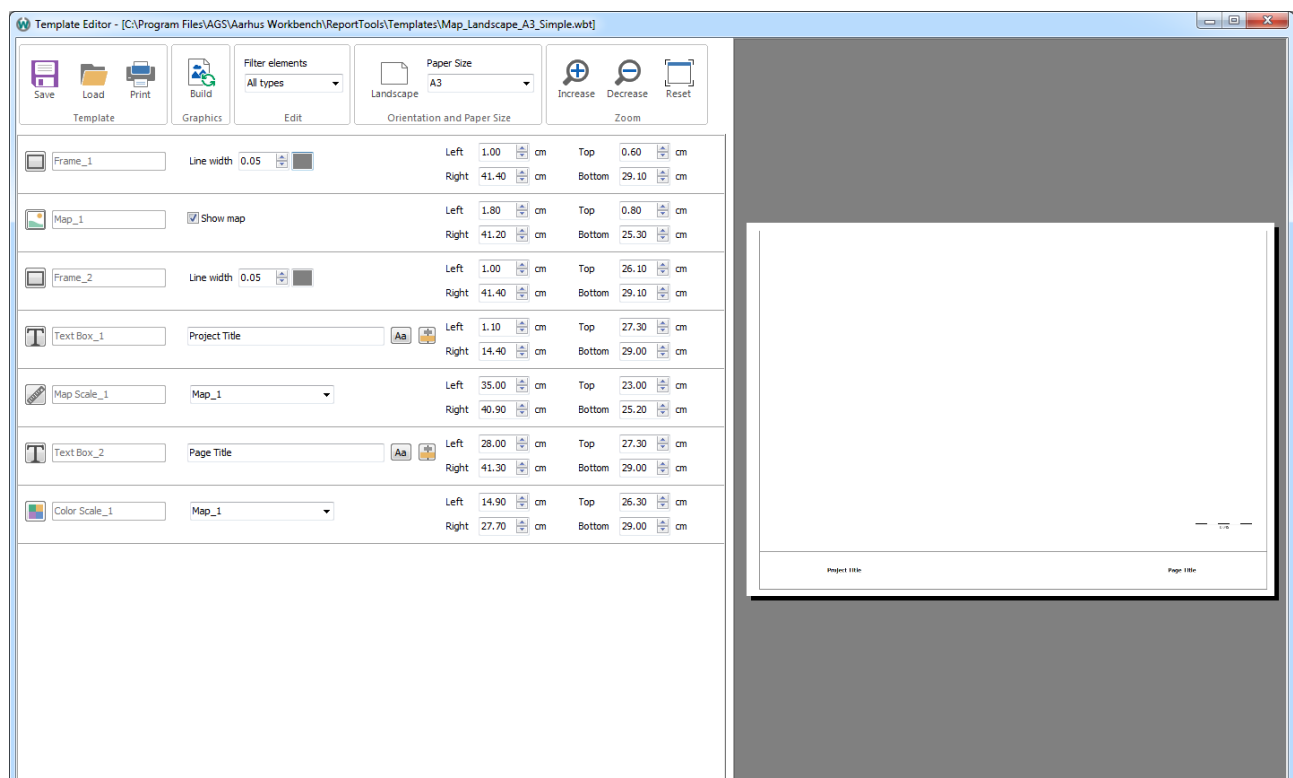 Template Editor - [C:\Program Files\AGS\Aarhus Workbench\ReportTools\Templates\Map_Landscape_A3_Simple.wbt]
Filter elements
Paper Size
All types
A3
Save Load Print
Build
Landscape
Increase Decrease Reset
Template
Graphics
Edit
Orientation and Paper Size
Zoom
Frame_1 Line width 0.05 Left 1.00 cm Top 0.60 cm
Right 41.40 cm Bottom 29.10 cm
Map_1 Show map Left 1.80 cm Top 0.80 cm
Right 41.20 cm Bottom 25.30 cm
Frame_2 Line width 0.05 Left 1.00 cm Top 26.10 cm
Right 41.40 cm Bottom 29.10 cm
Text Box_1 Project Title Aa Left 1.10 cm Top 27.30 cm
Right 14.40 cm Bottom 29.00 cm
Map Scale_1 Map_1 Left 35.00 cm Top 23.00 cm
Right 40.90 cm Bottom 25.20 cm
Text Box_2 Page Title Aa Left 28.00 cm Top 27.30 cm
Right 41.30 cm Bottom 29.00 cm
Color Scale_1 Map_1 Left 14.90 cm Top 26.30 cm
Right 27.70 cm Bottom 29.00 cm
Project Title
Page Title